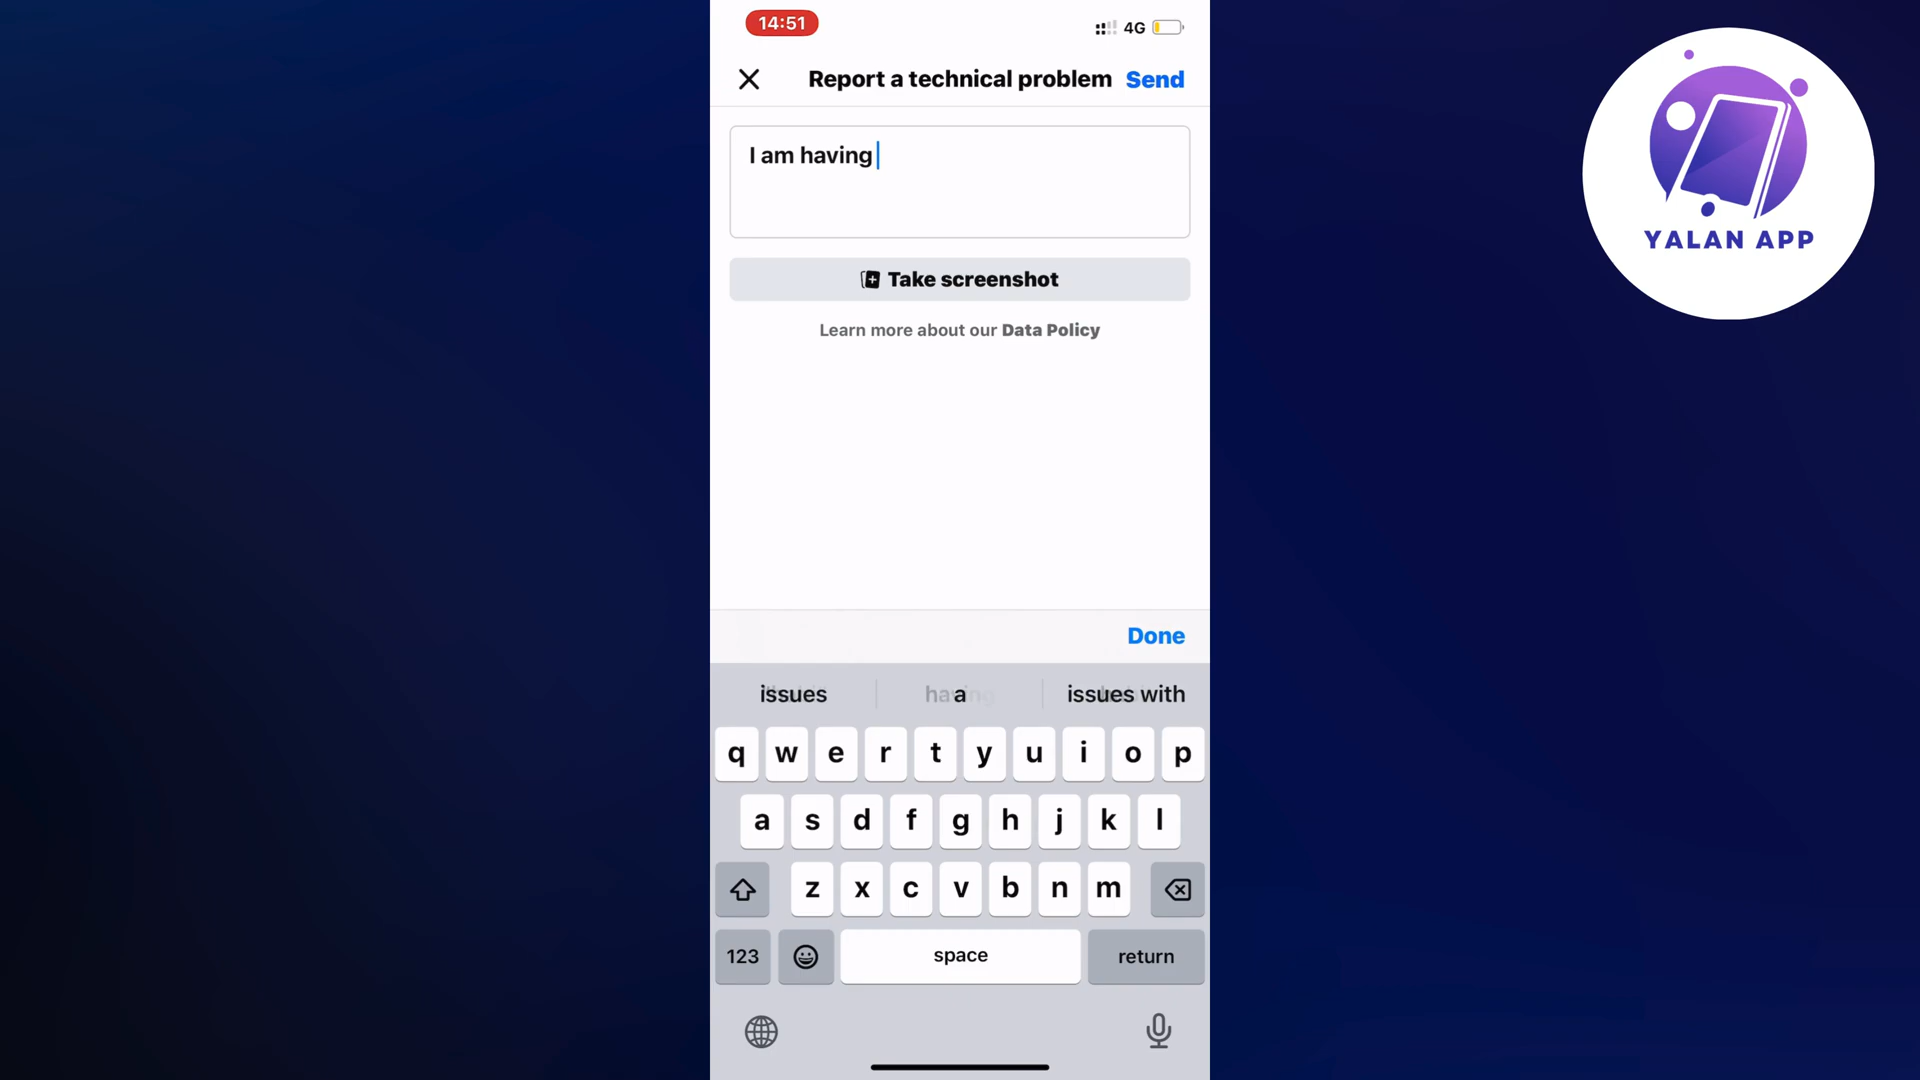 14:51
4G
Report a technical problem Send
I am having
Take screenshot
Learn more about our Data Policy
Done
issues a issues with
q w e r t y u i o p
a s d f g h j k l
z x c v b n m
123 space return
YALAN APP